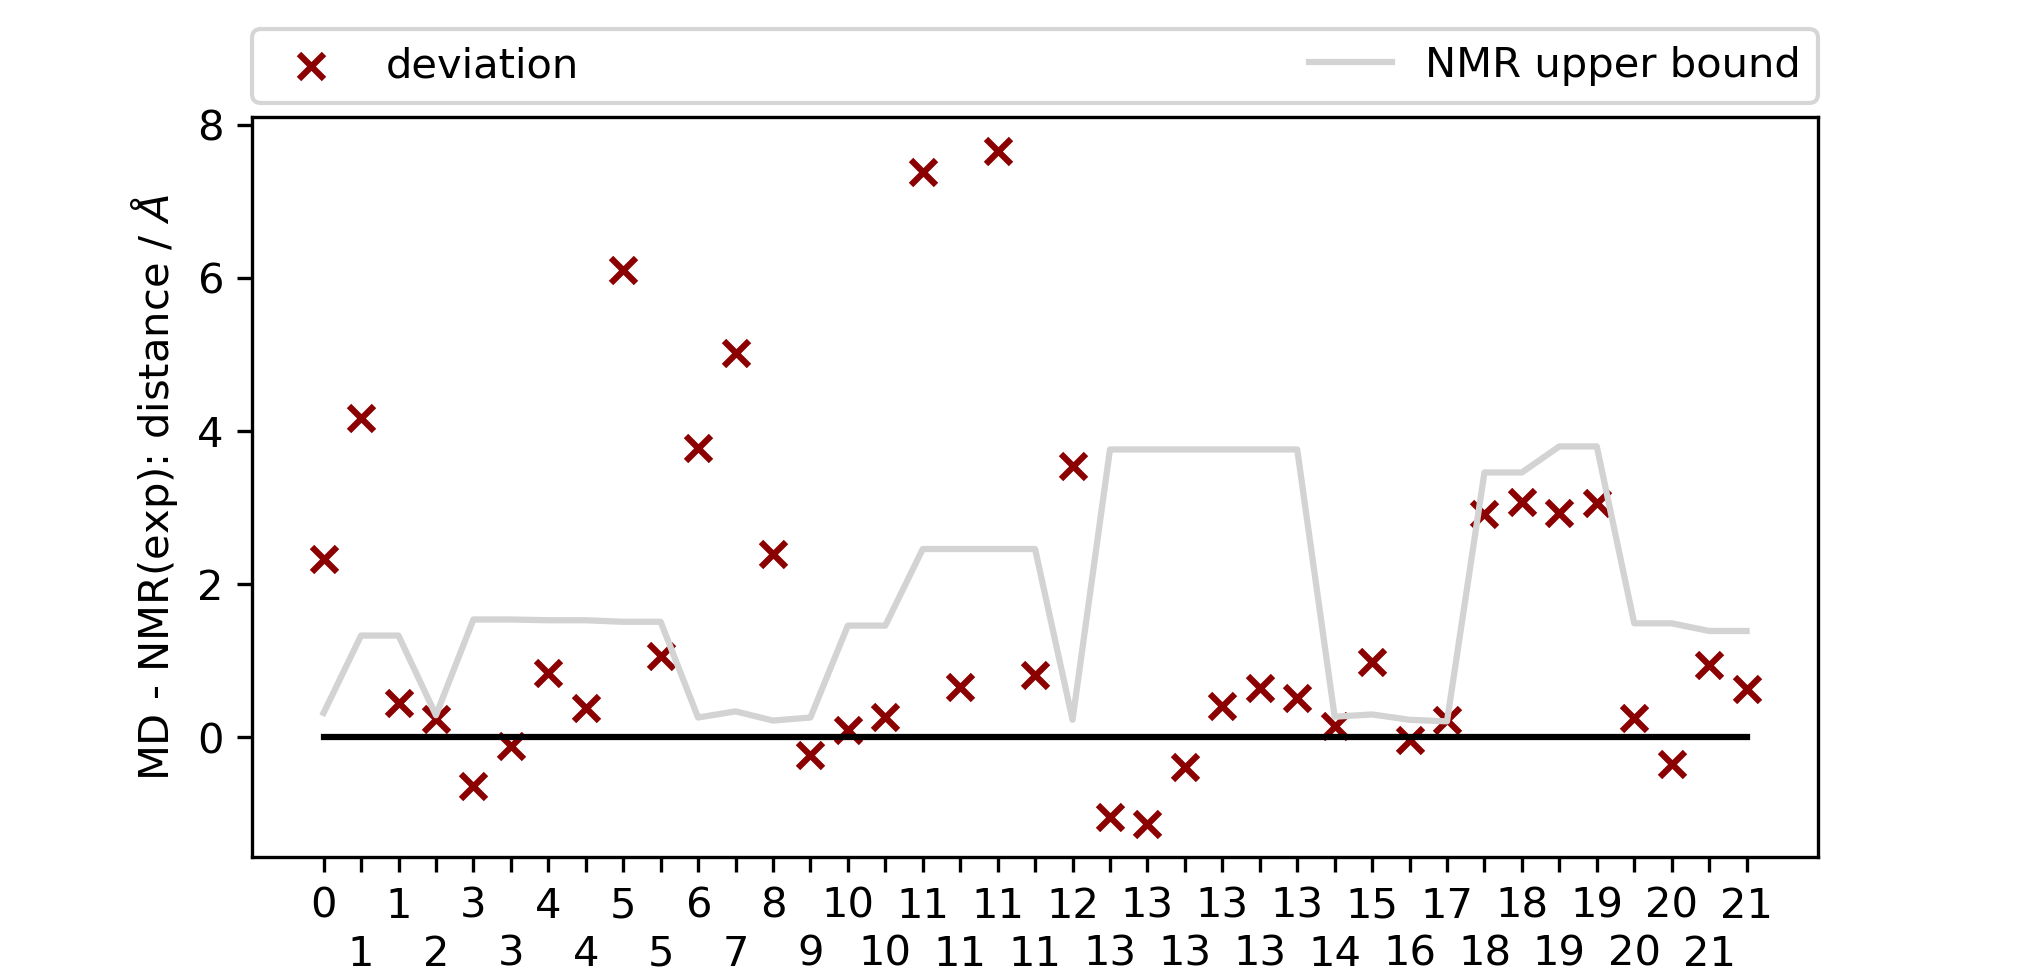 deviation NMR upper bound
8
6
4
2
0
MD - NMR(exp): distance / Å
0 1 3 4 5 6 8 10 11 11 12 13 13 13 15 17 18 19 20 21
1 2 3 4 5 7 9 10 11 11 13 13 13 14 16 18 19 20 21